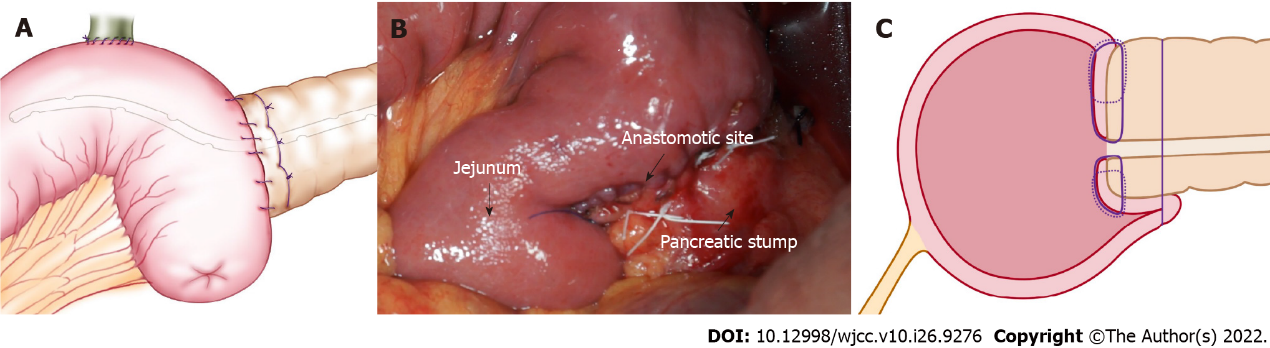 A
B
C
Anastomotic site
Jejunum
Pancreatic stump
DOI: 10.12998/wjcc.v10.i26.9276 Copyright ©The Author(s) 2022.